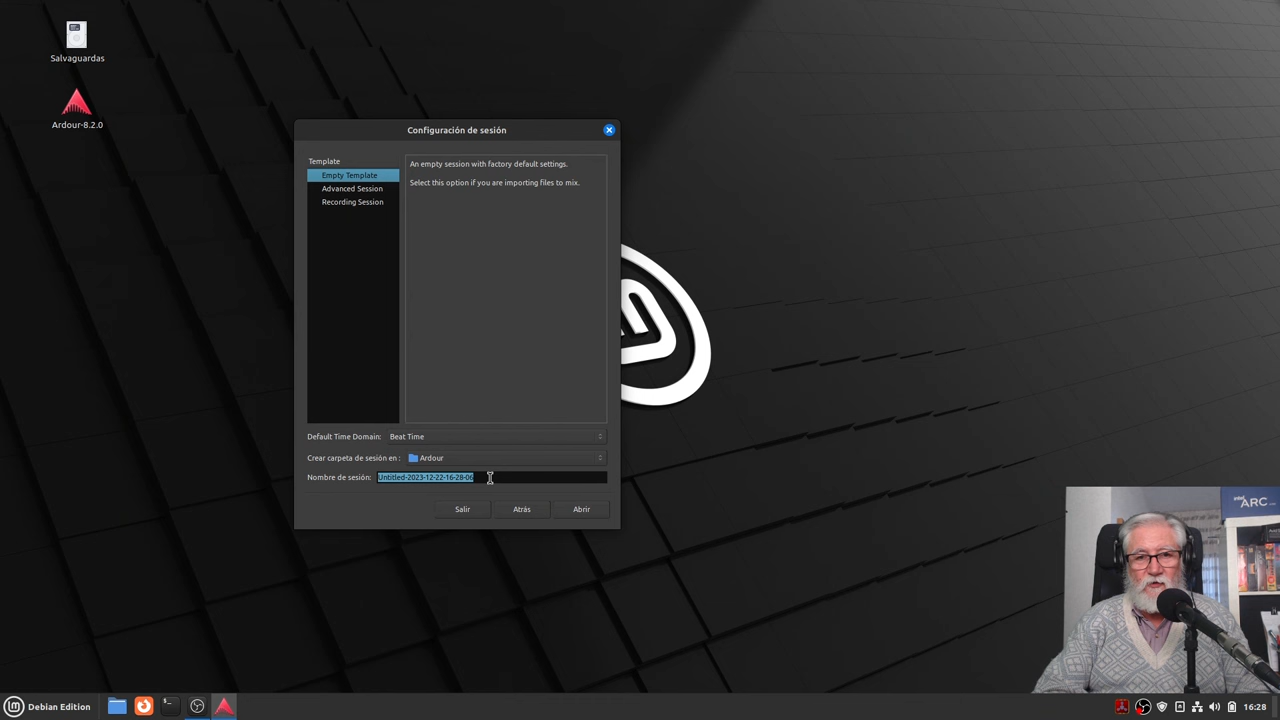 Salvaguardas
Ardour-8.2.0
Configuración de sesión
Template
Empty Template
Advanced Session
Recording Session
An empty session with factory default settings.
Select this option if you are importing files to mix.
Default Time Domain:
Beat Time
Crear carpeta de sesión en :
Ardour
Nombre de sesión:
Untitled-2023-12-22-16-28-06
Salir
Atrás
Abrir
intel
ARC
Debian Edition
16:28